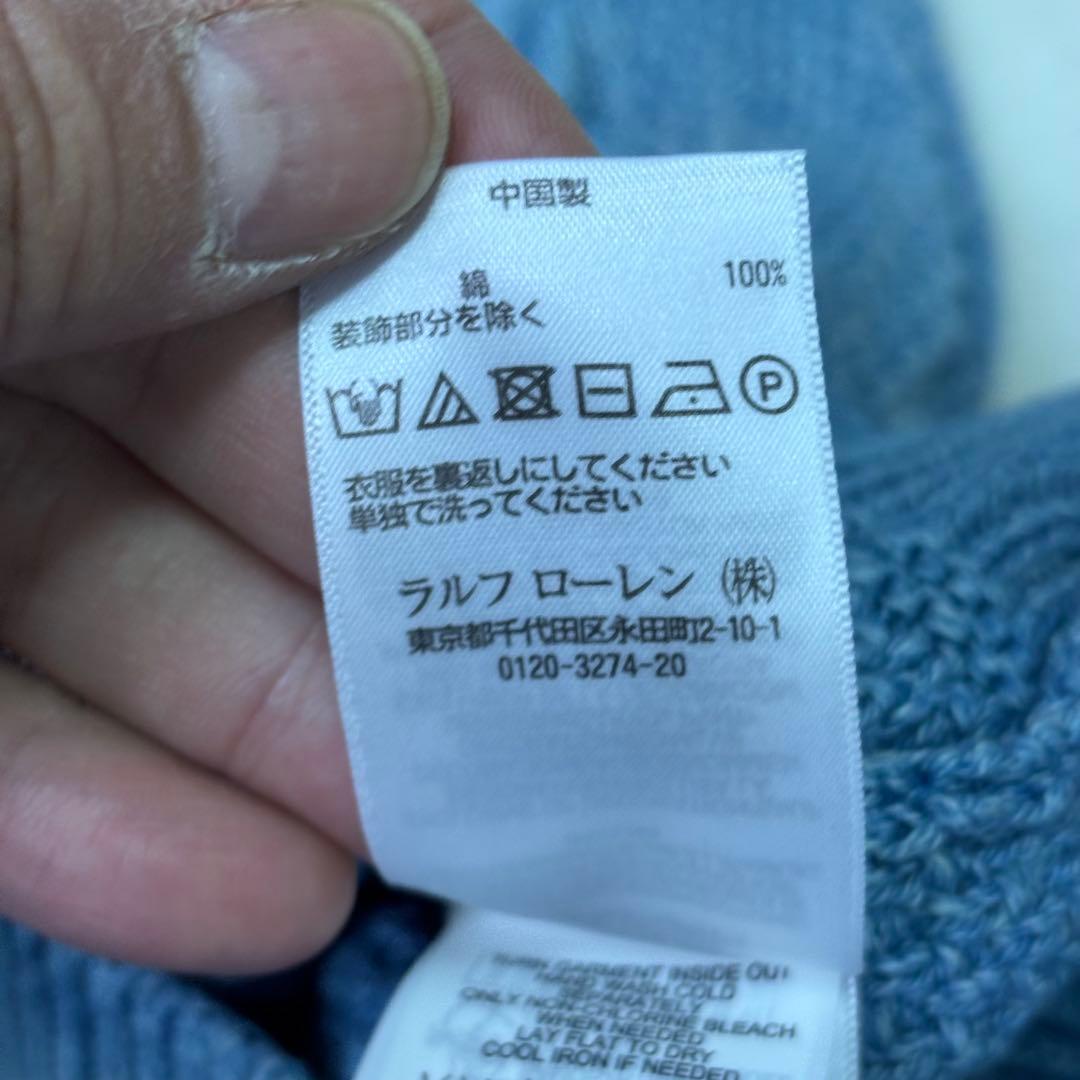 中国製
綿 100%
装飾部分を除く
P
衣服を裏返しにしてください
単独で洗ってください
ラルフ ローレン (株)
東京都千代田区永田町2-10-1
0120-3274-20
TURN GARMENT INSIDE OUT
HAND WASH COLD
SEPARATELY
ONLY NON-CHLORINE BLEACH
WHEN NEEDED
LAY FLAT TO DRY
COOL IRON IF NEEDED